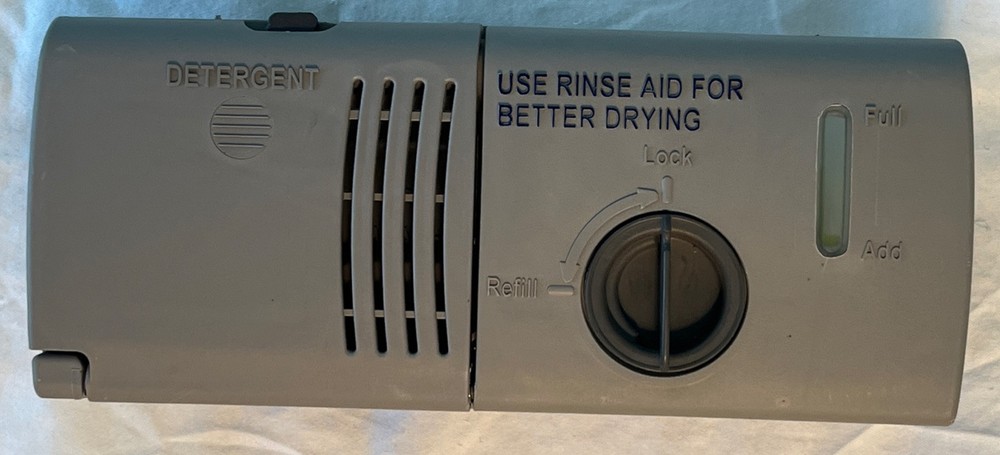 DETERGENT
USE RINSE AID FOR
BETTER DRYING
Lock
Refill
Full
Add